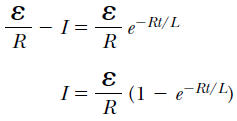 ℰ/R − I = ℰ/R e^{−Rt/L}
I = ℰ/R (1 − e^{−Rt/L})